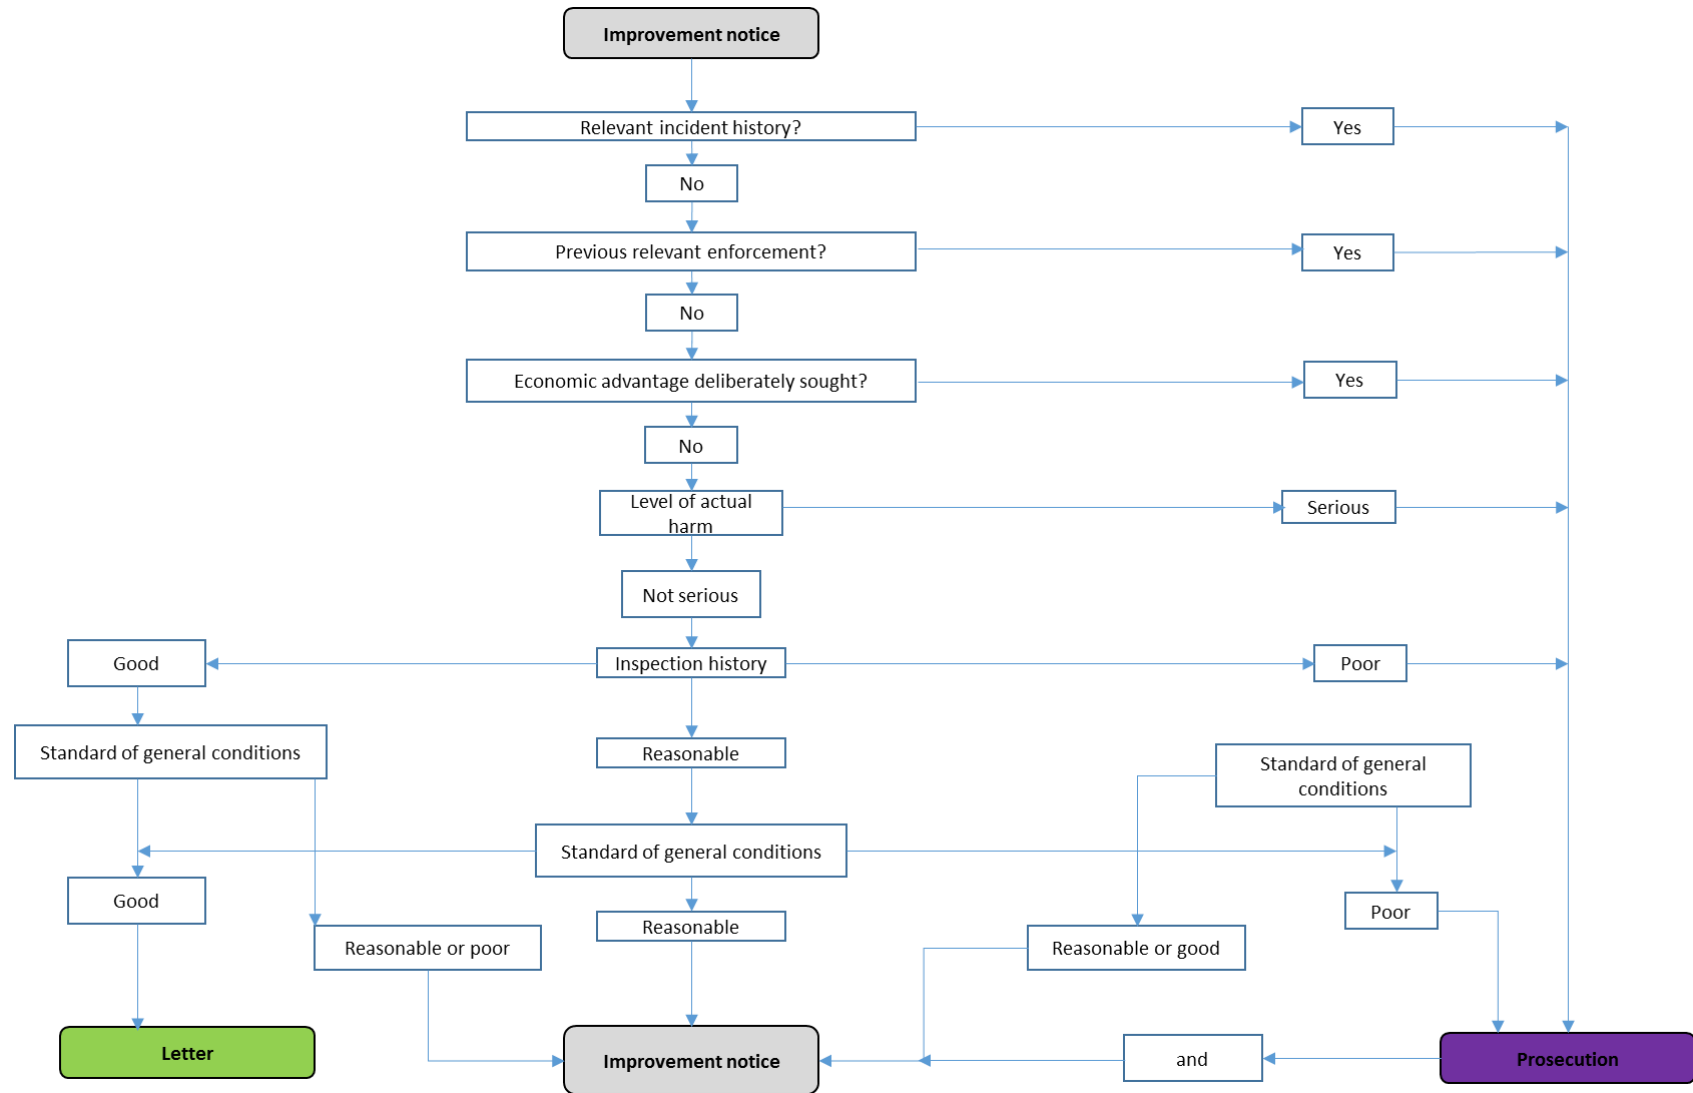 Improvement notice
Relevant incident history?
Yes
No
Previous relevant enforcement?
Yes
No
Economic advantage deliberately sought?
Yes
No
Level of actual
harm
Serious
Not serious
Good
Inspection history
Poor
Standard of general conditions
Reasonable
Standard of general
conditions
Standard of general conditions
Good
Reasonable
Poor
Reasonable or poor
Reasonable or good
Letter
Improvement notice
and
Prosecution